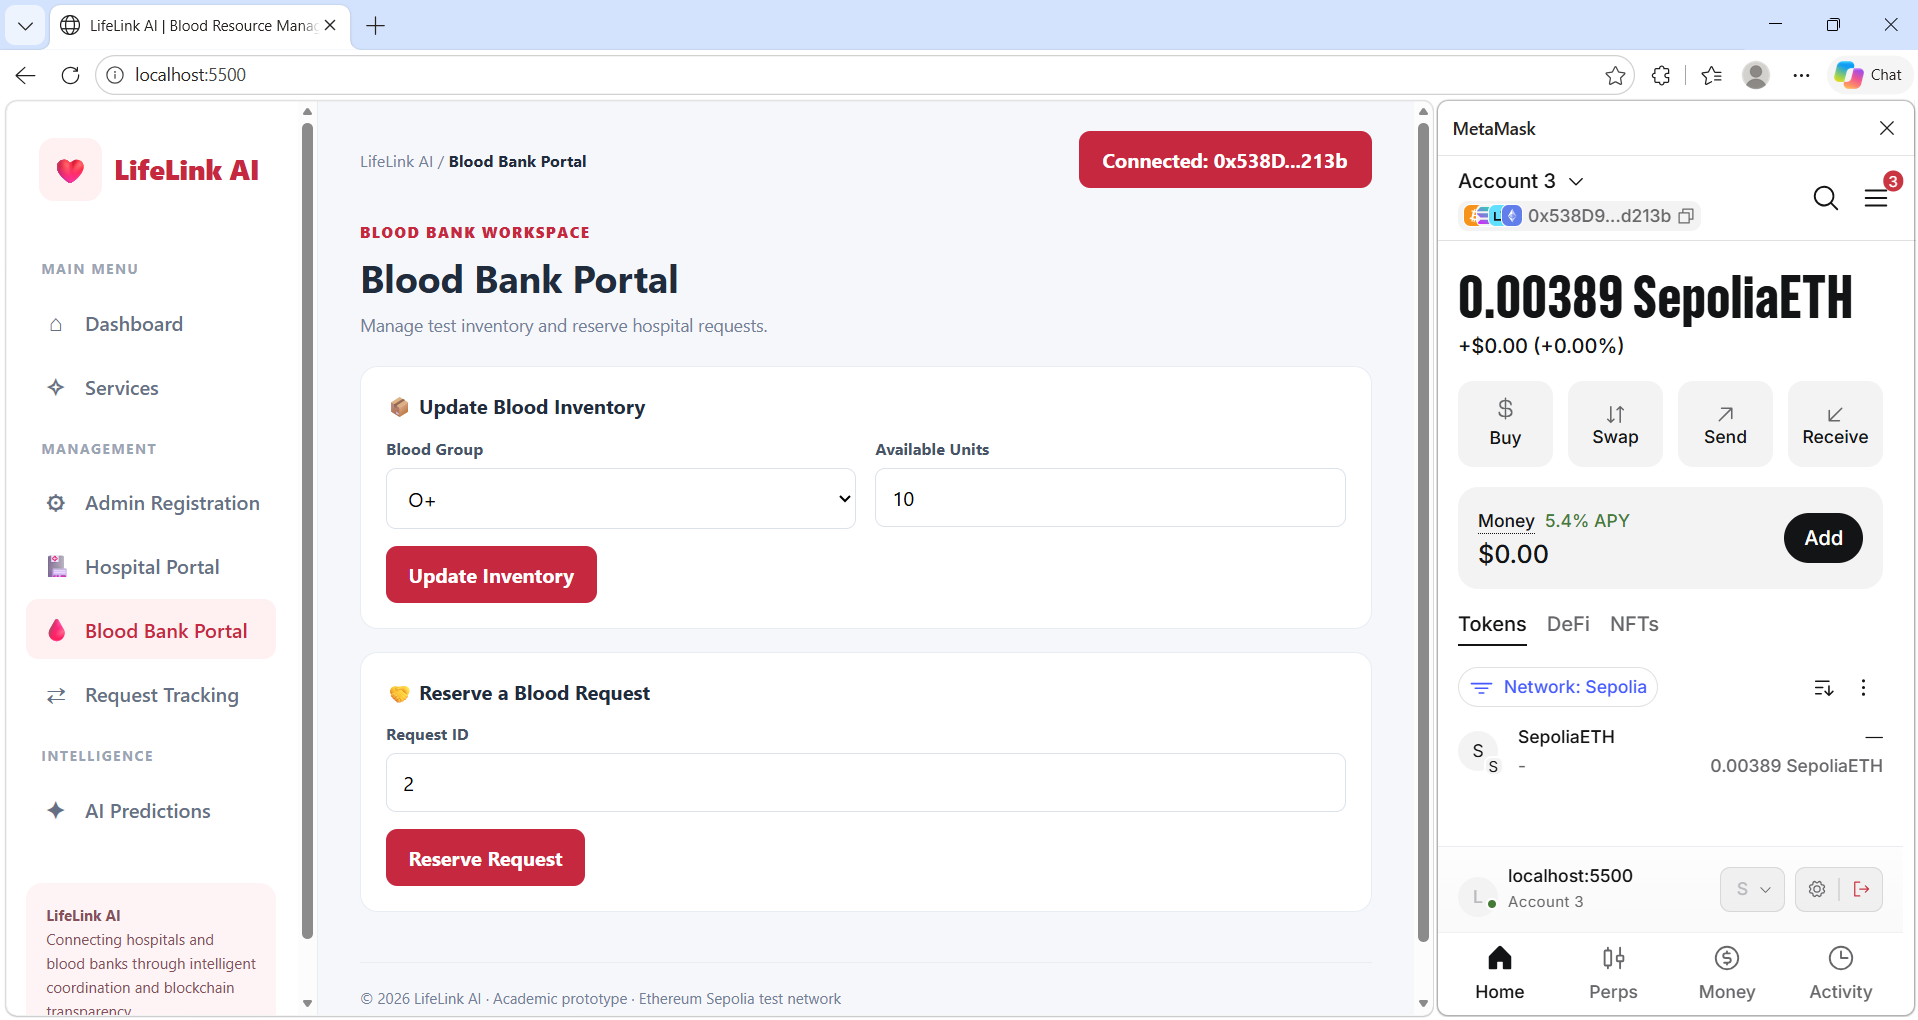 LifeLink AI | Blood Resource Mana
localhost:5500
Chat
LifeLink AI
MAIN MENU
Dashboard
Services
MANAGEMENT
Admin Registration
Hospital Portal
Blood Bank Portal
Request Tracking
INTELLIGENCE
AI Predictions
LifeLink AI
Connecting hospitals and
blood banks through intelligent
coordination and blockchain
transparency
LifeLink AI / Blood Bank Portal
Connected: 0x538D...213b
BLOOD BANK WORKSPACE
Blood Bank Portal
Manage test inventory and reserve hospital requests.
Update Blood Inventory
Blood Group
Available Units
O+
10
Update Inventory
Reserve a Blood Request
Request ID
2
Reserve Request
© 2026 LifeLink AI · Academic prototype · Ethereum Sepolia test network
MetaMask
Account 3
3
L
0x538D9...d213b
0.00389 SepoliaETH
+$0.00 (+0.00%)
$
Buy
Swap
Send
Receive
Money 5.4% APY
$0.00
Add
Tokens DeFi NFTs
Network: Sepolia
S
S
SepoliaETH
—
-
0.00389 SepoliaETH
L
localhost:5500
Account 3
S
Home
Perps
Money
Activity